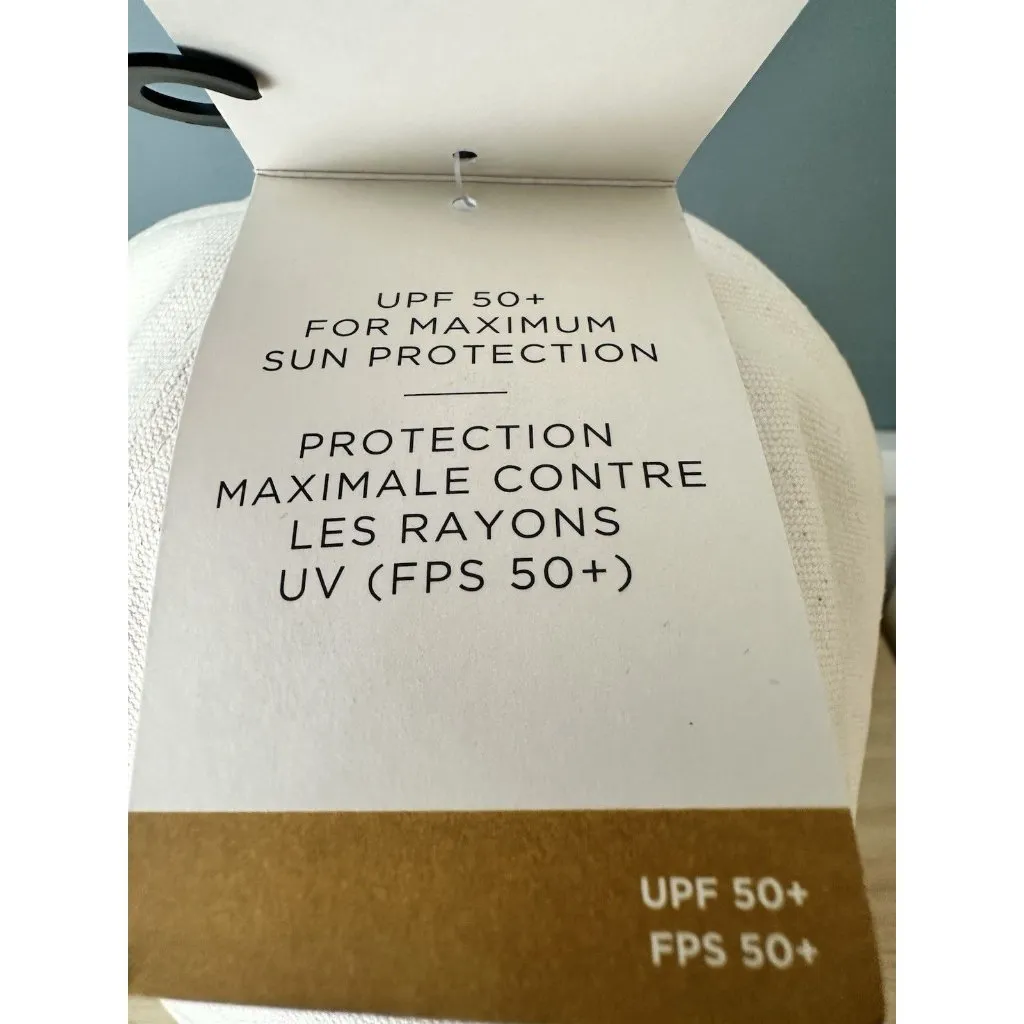 UPF 50+
FOR MAXIMUM
SUN PROTECTION
PROTECTION
MAXIMALE CONTRE
LES RAYONS
UV (FPS 50+)
UPF 50+
FPS 50+